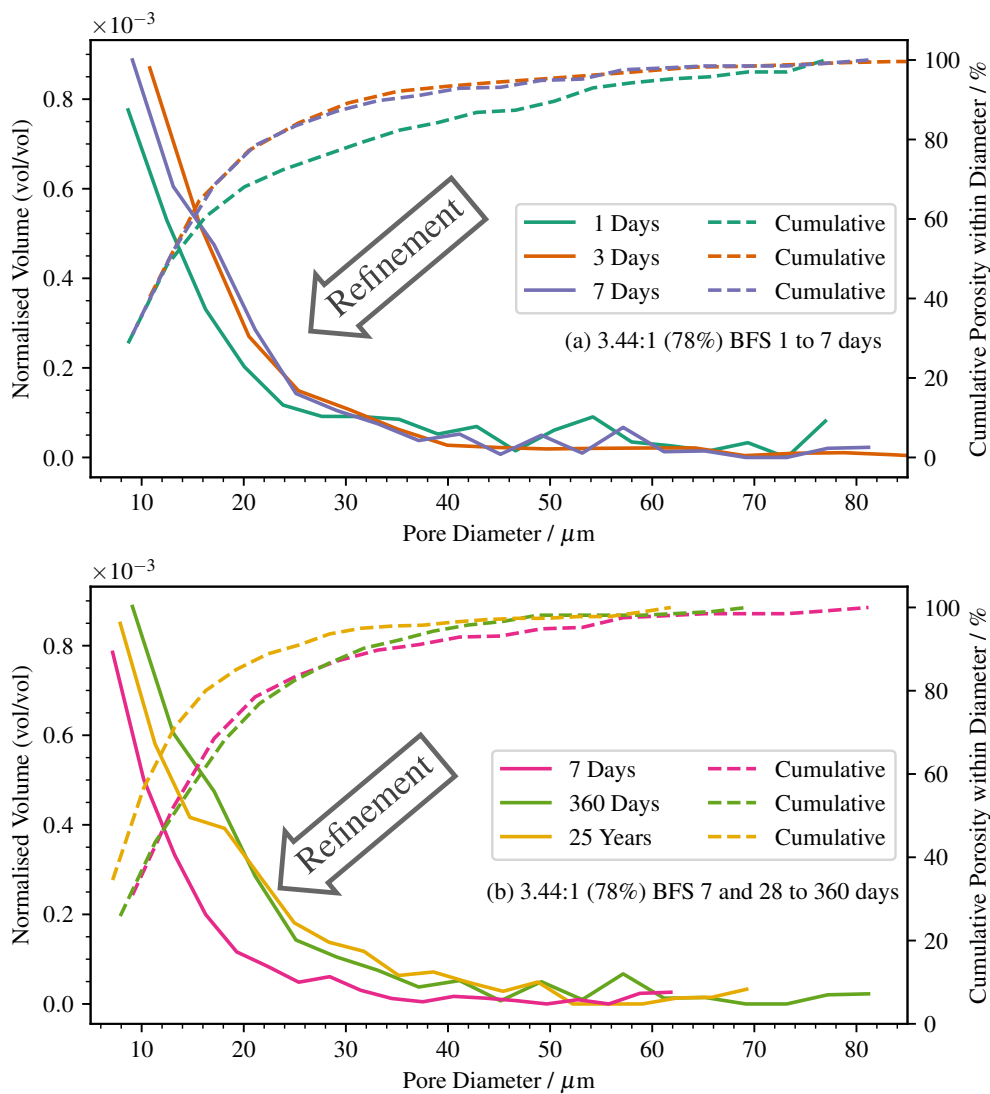 ×10⁻³
0.8
0.6
0.4
0.2
0.0
Normalised Volume (vol/vol)
100
80
60
40
20
0
Cumulative Porosity within Diameter / %
Refinement
1 Days Cumulative
3 Days Cumulative
7 Days Cumulative
(a) 3.44:1 (78%) BFS 1 to 7 days
10 20 30 40 50 60 70 80
Pore Diameter / μm
×10⁻³
0.8
0.6
0.4
0.2
0.0
Normalised Volume (vol/vol)
100
80
60
40
20
0
Cumulative Porosity within Diameter / %
Refinement
7 Days Cumulative
360 Days Cumulative
25 Years Cumulative
(b) 3.44:1 (78%) BFS 7 and 28 to 360 days
10 20 30 40 50 60 70 80
Pore Diameter / μm